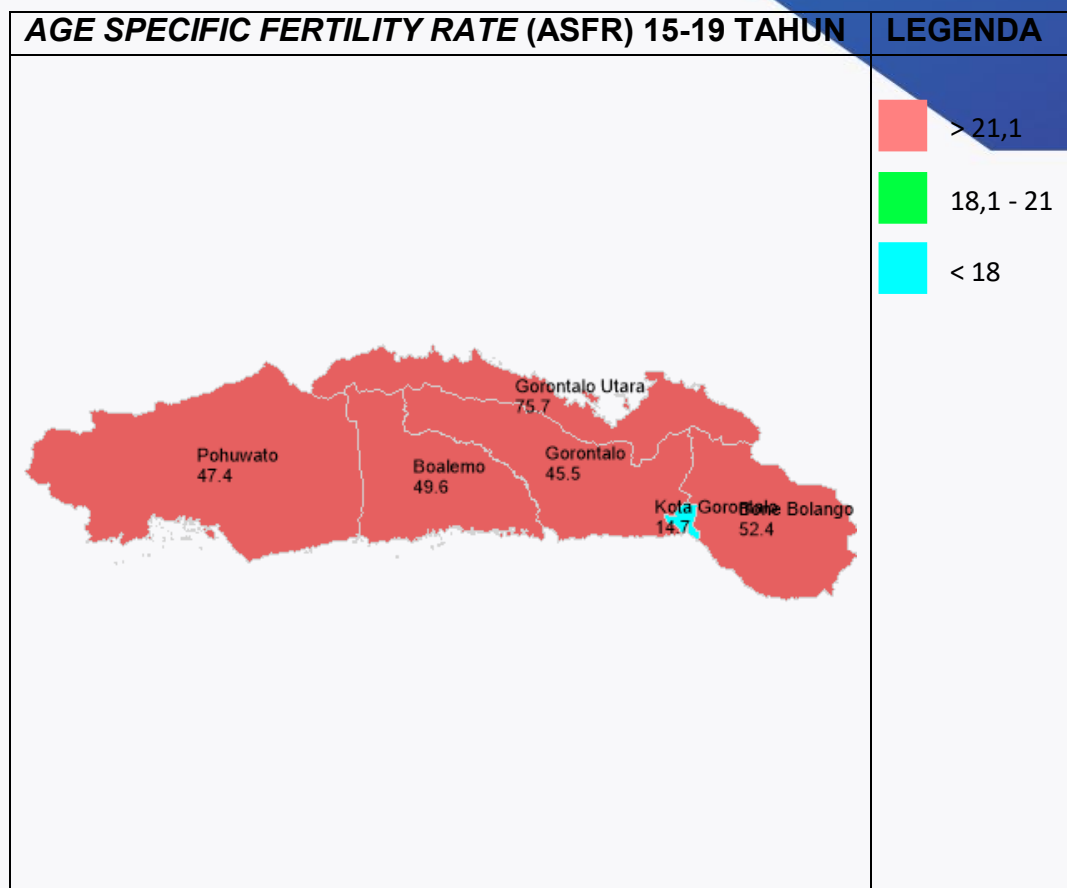 AGE SPECIFIC FERTILITY RATE (ASFR) 15-19 TAHUN
LEGENDA
> 21,1
18,1 - 21
< 18
Gorontalo Utara
75.7
Pohuwato
47.4
Boalemo
49.6
Gorontalo
45.5
Kota Gorontalo
14.7
Bone Bolango
52.4